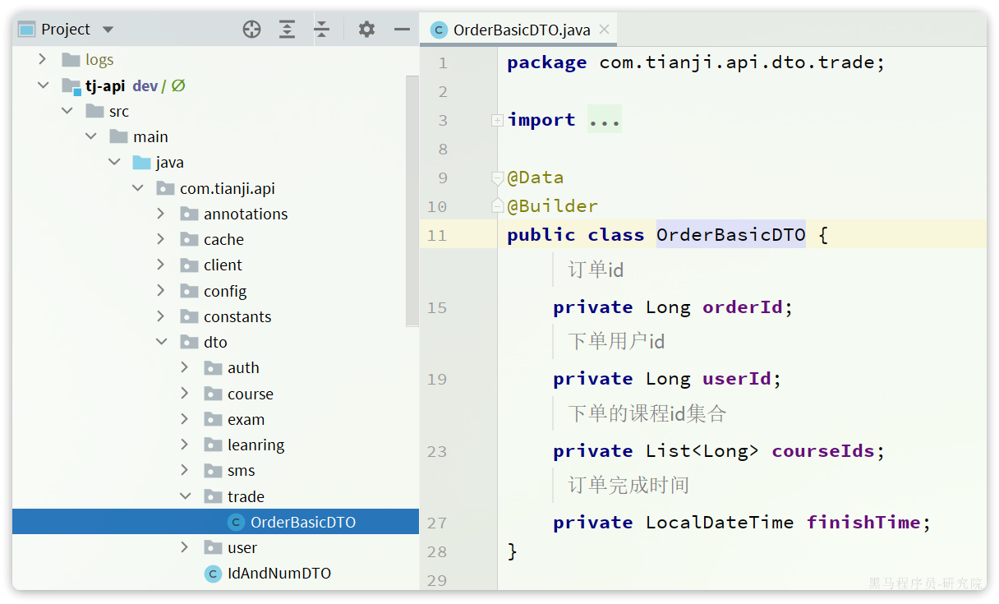 Project
logs
tj-api dev / Ø
src
main
java
com.tianji.api
annotations
cache
client
config
constants
dto
auth
course
exam
leanring
sms
trade
OrderBasicDTO
user
IdAndNumDTO
OrderBasicDTO.java
1 package com.tianji.api.dto.trade;
2
3 import ...
8
9 @Data
10 @Builder
11 public class OrderBasicDTO {
订单id
15 private Long orderId;
下单用户id
19 private Long userId;
下单的课程id集合
23 private List<Long> courseIds;
订单完成时间
27 private LocalDateTime finishTime;
28 }
29
黑马程序员-研究院